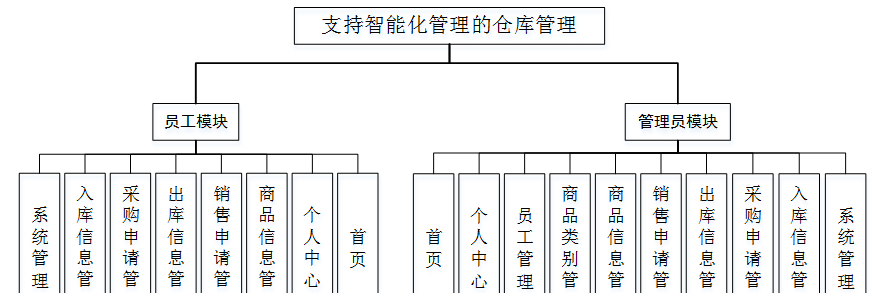 支持智能化管理的仓库管理
员工模块
管理员模块
系统管理
入库信息管
采购申请管
出库信息管
销售申请管
商品信息管
个人中心
首页
首页
个人中心
员工管理
商品类别管
商品信息管
销售申请管
出库信息管
采购申请管
入库信息管
系统管理